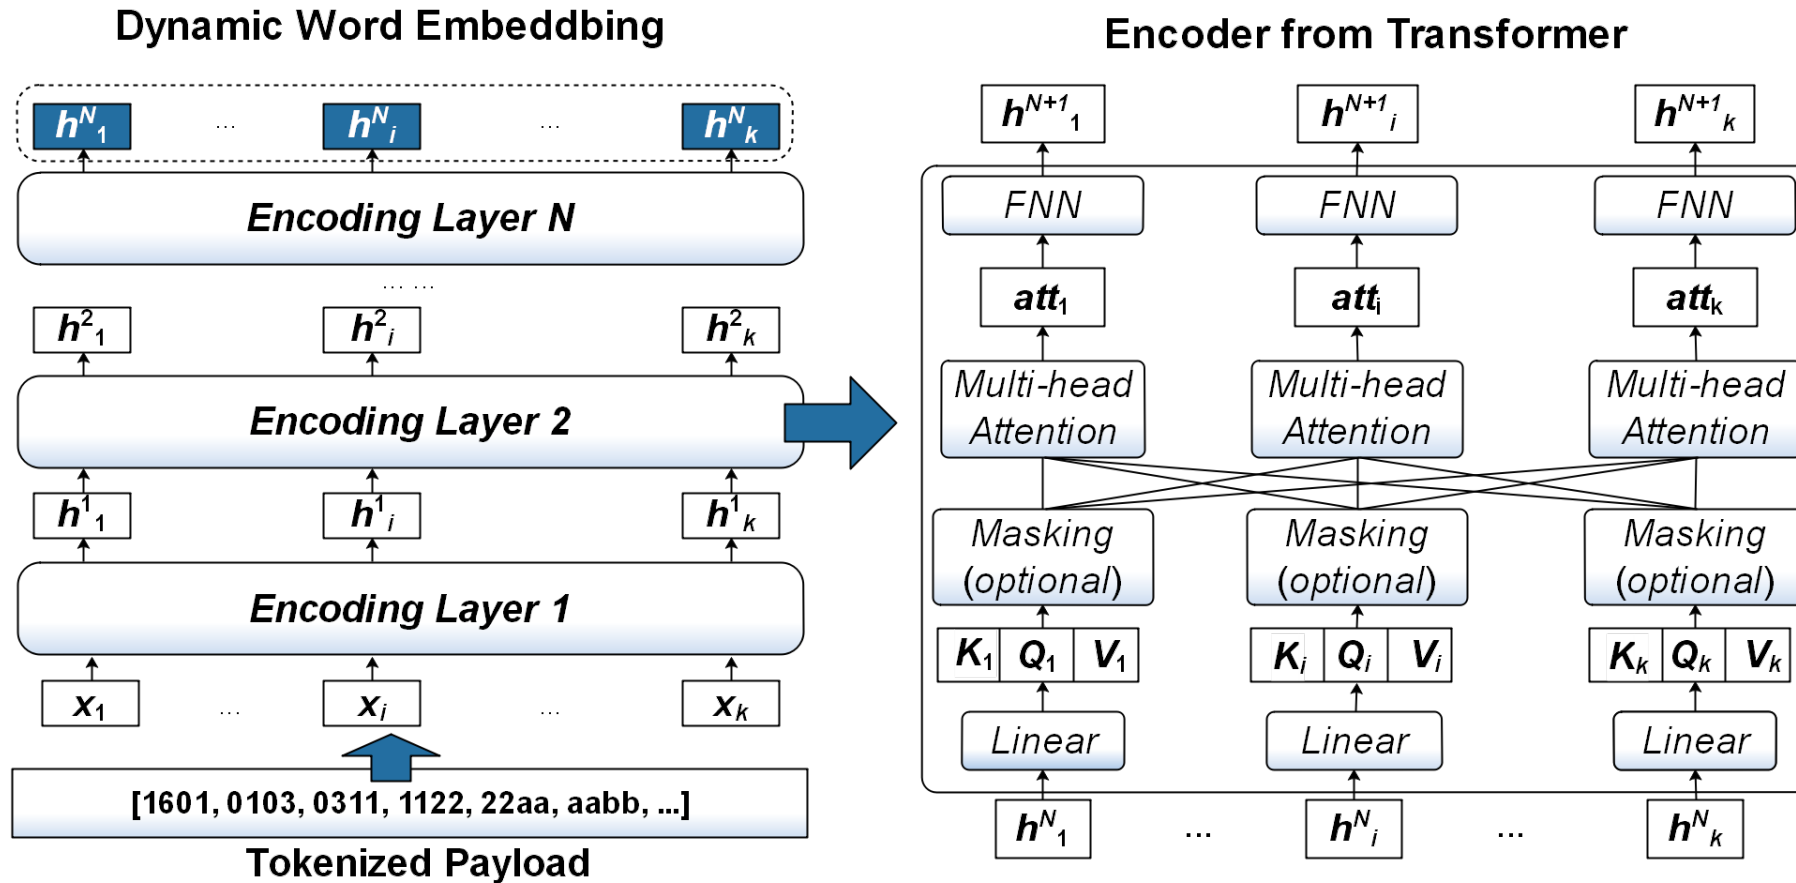 Dynamic Word Embeddbing
h^N_1 ... h^N_i ... h^N_k
Encoding Layer N
... ...
h^2_1 h^2_i h^2_k
Encoding Layer 2
h^1_1 h^1_i h^1_k
Encoding Layer 1
x_1 ... x_i ... x_k
[1601, 0103, 0311, 1122, 22aa, aabb, ...]
Tokenized Payload
Encoder from Transformer
h^{N+1}_1 h^{N+1}_i h^{N+1}_k
FNN FNN FNN
att_1 att_i att_k
Multi-head Attention
Multi-head Attention
Multi-head Attention
Masking (optional)
Masking (optional)
Masking (optional)
K_1 Q_1 V_1 K_i Q_i V_i K_k Q_k V_k
Linear Linear Linear
h^N_1 ... h^N_i ... h^N_k